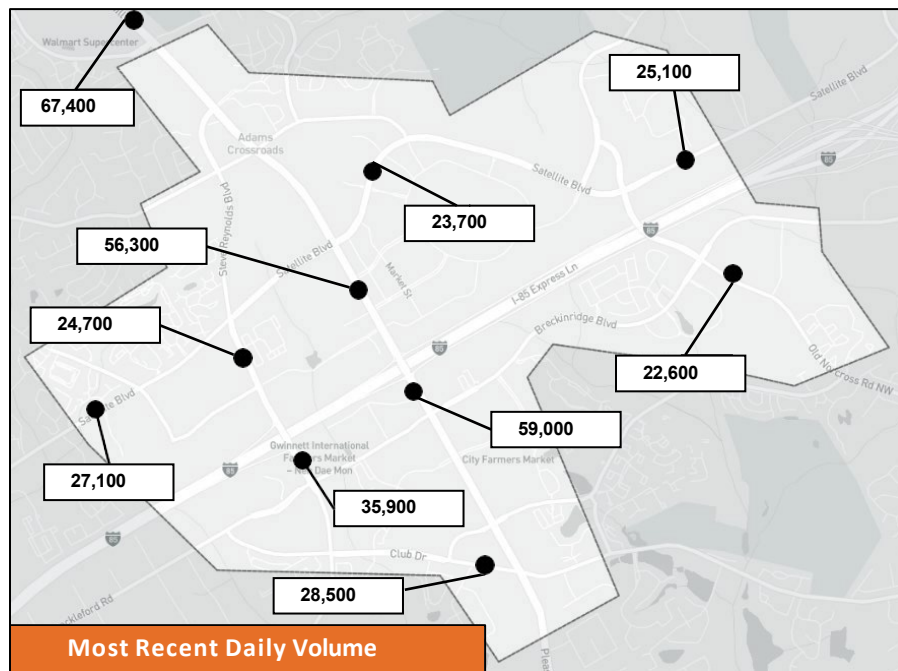 Walmart Supercenter
67,400
25,100
Satellite Blvd
Adams
Crossroads
85
Satellite Blvd
23,700
Steve Reynolds Blvd
85
56,300
Satellite Blvd
Market St
I-85 Express Ln
24,700
Breckinridge Blvd
85
Old Norcross Rd NW
22,600
Satellite Blvd
59,000
Gwinnett International
Farmers Market
City Farmers Market
85
27,100
35,900
85
Club Dr
28,500
Most Recent Daily Volume